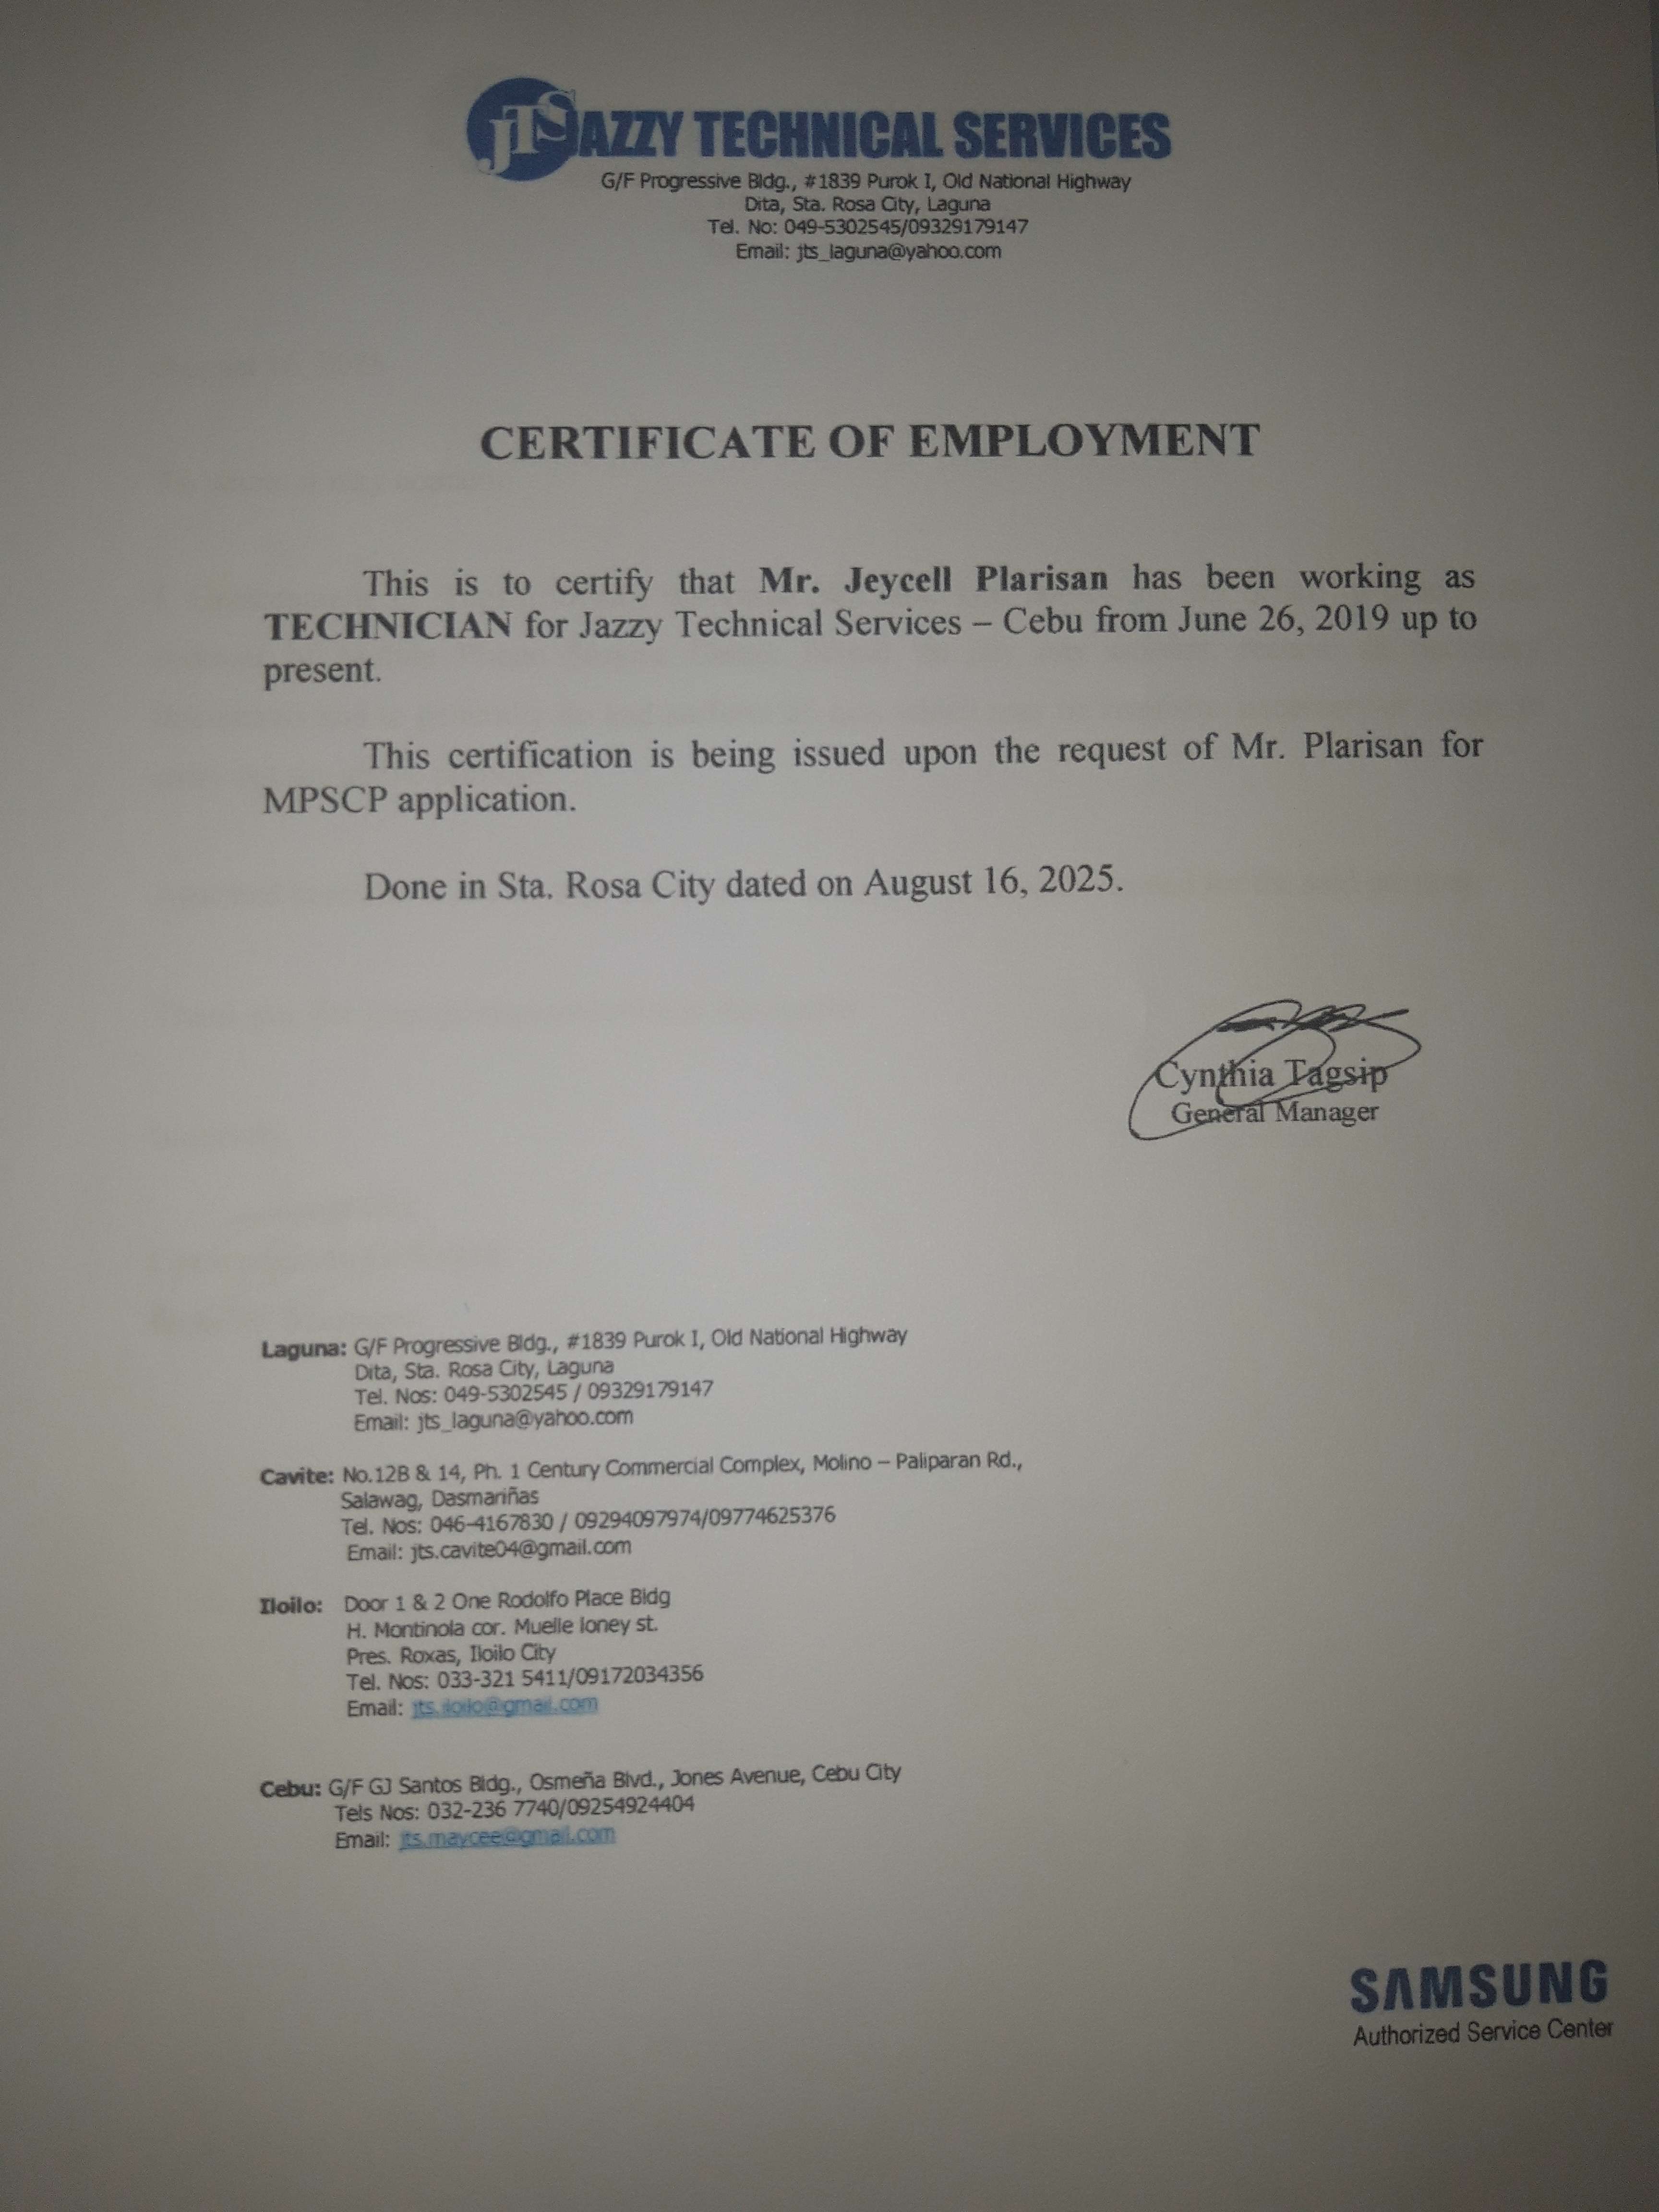 JTS JAZZY TECHNICAL SERVICES
G/F Progressive Bldg., #1839 Purok I, Old National Highway
Dita, Sta. Rosa City, Laguna
Tel. No: 049-5302545/09329179147
Email: jts_laguna@yahoo.com
CERTIFICATE OF EMPLOYMENT
This is to certify that Mr. Jeycell Plarisan has been working as
TECHNICIAN for Jazzy Technical Services – Cebu from June 26, 2019 up to
present.
This certification is being issued upon the request of Mr. Plarisan for
MPSCP application.
Done in Sta. Rosa City dated on August 16, 2025.
Cynthia Tagsip
General Manager
Laguna: G/F Progressive Bldg., #1839 Purok I, Old National Highway
Dita, Sta. Rosa City, Laguna
Tel. Nos: 049-5302545 / 09329179147
Email: jts_laguna@yahoo.com
Cavite: No.12B & 14, Ph. 1 Century Commercial Complex, Molino – Paliparan Rd.,
Salawag, Dasmariñas
Tel. Nos: 046-4167830 / 09294097974/09774625376
Email: jts.cavite04@gmail.com
Iloilo: Door 1 & 2 One Rodolfo Place Bldg
H. Montinola cor. Muelle loney st.
Pres. Roxas, Iloilo City
Tel. Nos: 033-321 5411/09172034356
Email: jts.iloilo@gmail.com
Cebu: G/F GJ Santos Bldg., Osmeña Blvd., Jones Avenue, Cebu City
Tels Nos: 032-236 7740/09254924404
Email: jts.maycee@gmail.com
SAMSUNG
Authorized Service Center